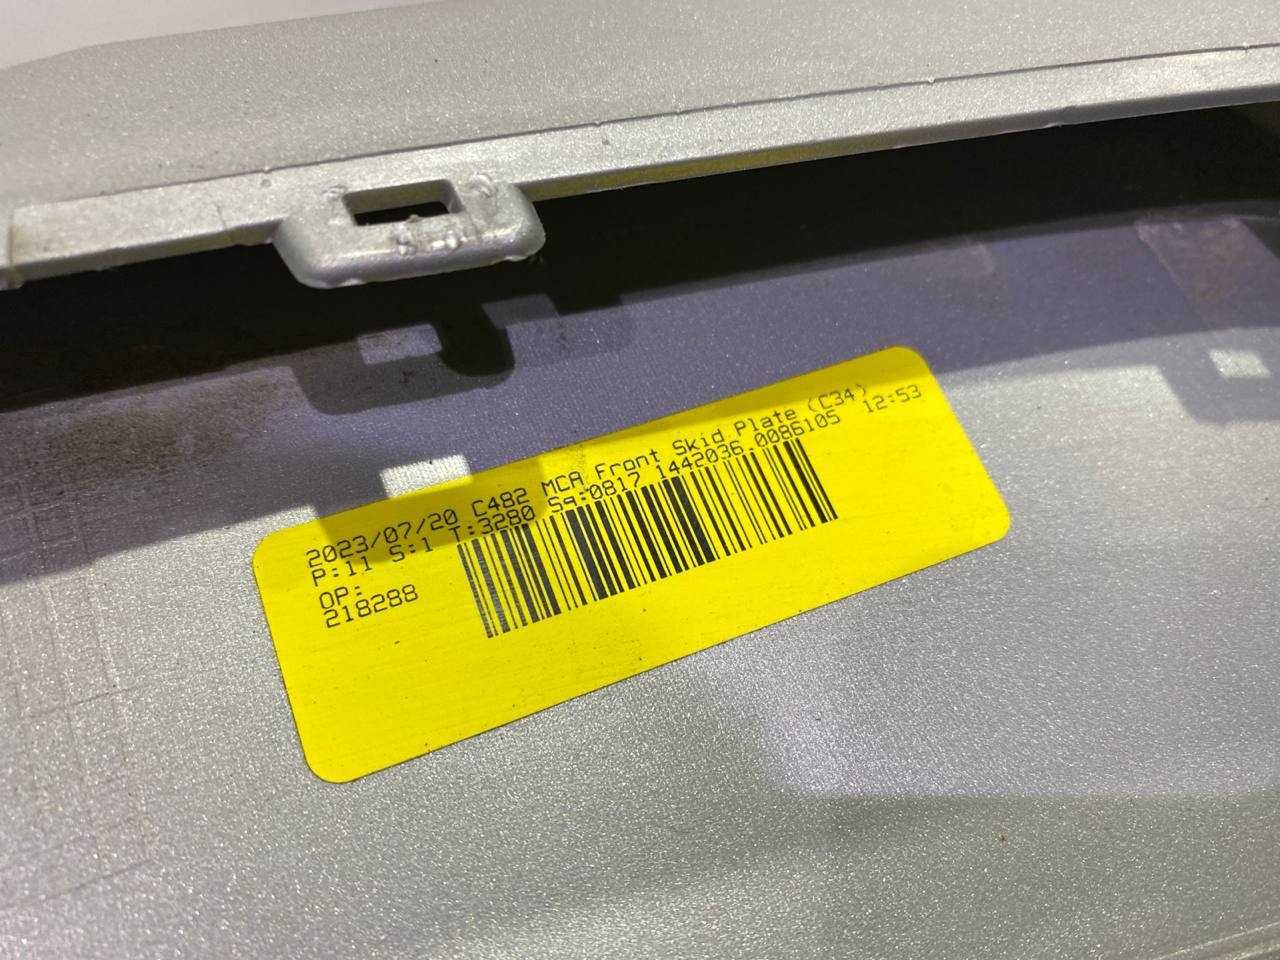 2023/07/20 C482 MCA Front Skid Plate (C34)
P:11 S:1 T:3280 Sq:0817 1442036.0086105 12:53
OP:
218288